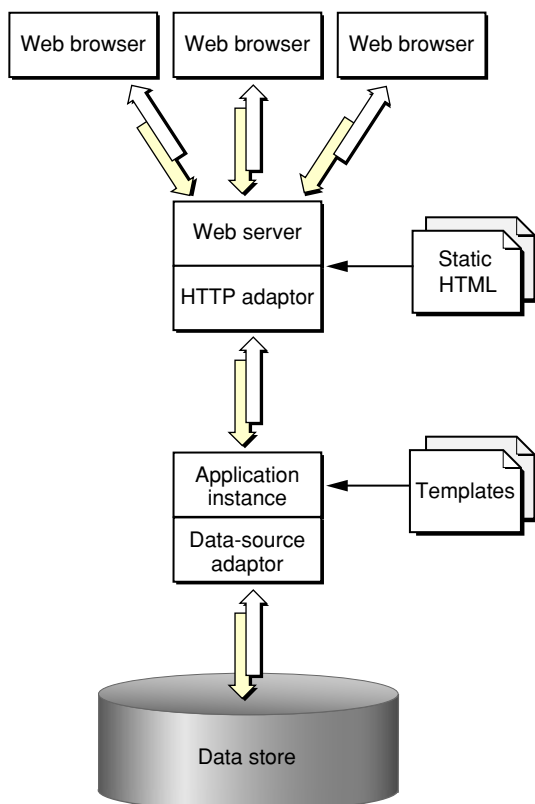 Web browser
Web browser
Web browser
Web server
HTTP adaptor
Static
HTML
Application
instance
Data-source
adaptor
Templates
Data store